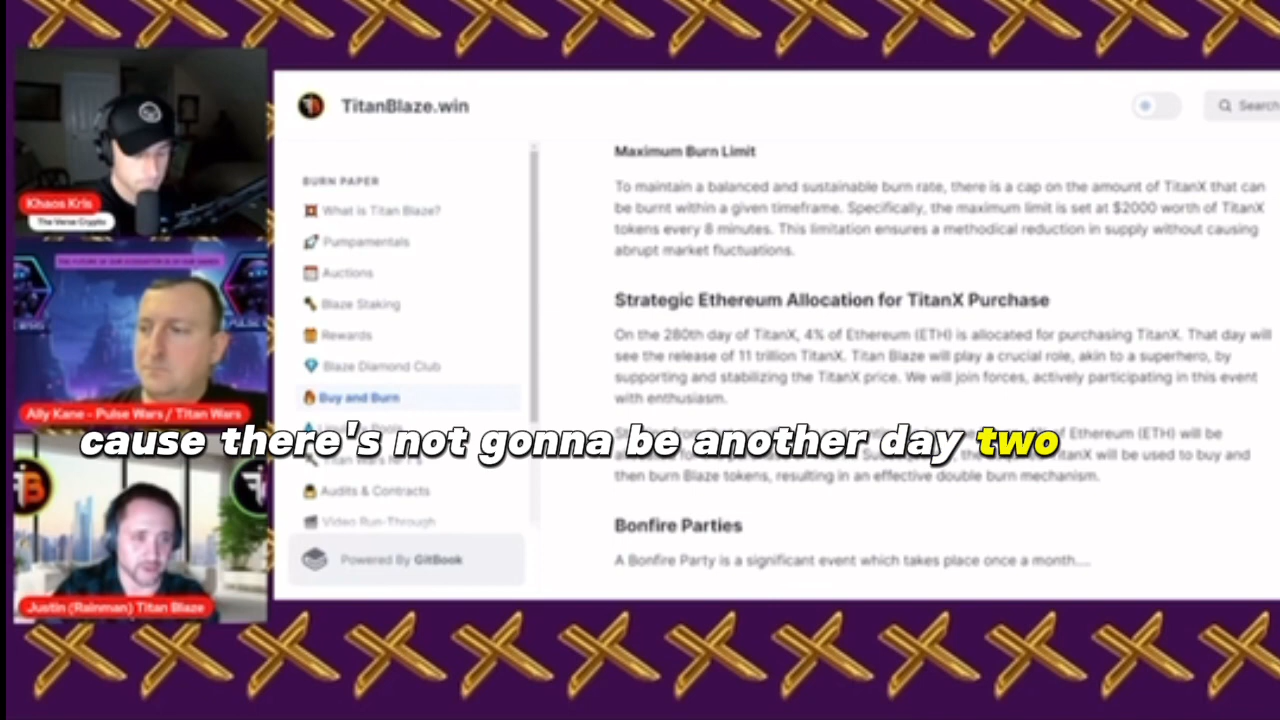 TitanBlaze.win
Search
BURN PAPER
What is Titan Blaze?
Pumpamentals
Auctions
Blaze Staking
Rewards
Blaze Diamond Club
Buy and Burn
Audits & Contracts
Video Run-Through
Powered By GitBook
Maximum Burn Limit
To maintain a balanced and sustainable burn rate, there is a cap on the amount of TitanX that can
be burnt within a given timeframe. Specifically, the maximum limit is set at $2000 worth of TitanX
tokens every 8 minutes. This limitation ensures a methodical reduction in supply without causing
abrupt market fluctuations.
Strategic Ethereum Allocation for TitanX Purchase
On the 280th day of TitanX, 4% of Ethereum (ETH) is allocated for purchasing TitanX. That day will
see the release of 11 trillion TitanX. Titan Blaze will play a crucial role, akin to a superhero, by
supporting and stabilizing the TitanX price. We will join forces, actively participating in this event
with enthusiasm.
of Ethereum (ETH) will be
will be used to buy and
then burn Blaze tokens, resulting in an effective double burn mechanism.
Bonfire Parties
A Bonfire Party is a significant event which takes place once a month....
Khaos Kris
The Verse Crypto
Ally Kane - Pulse Wars / Titan Wars
Justin (Rainman) Titan Blaze
cause there's not gonna be another day two